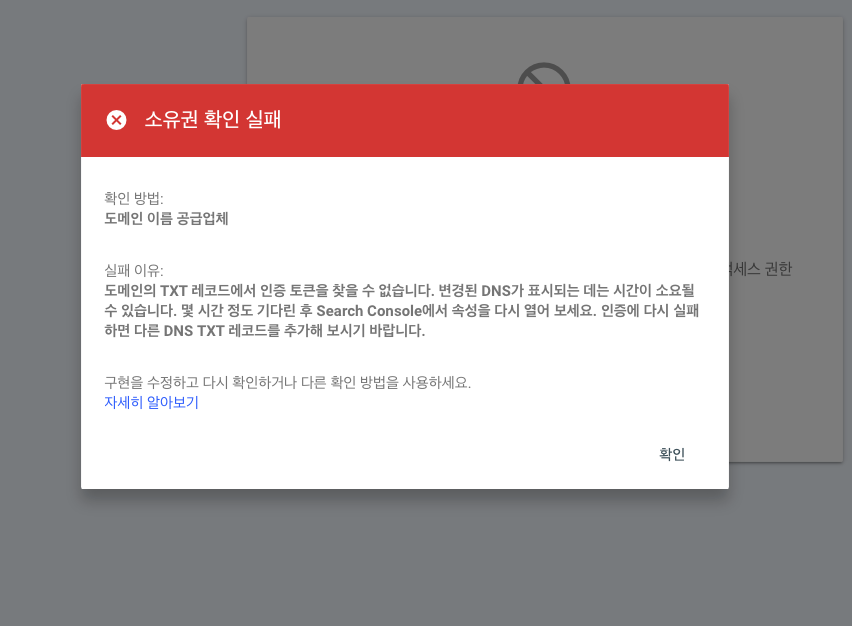 소유권 확인 실패
확인 방법:
도메인 이름 공급업체
실패 이유:
도메인의 TXT 레코드에서 인증 토큰을 찾을 수 없습니다. 변경된 DNS가 표시되는 데는 시간이 소요될
수 있습니다. 몇 시간 정도 기다린 후 Search Console에서 속성을 다시 열어 보세요. 인증에 다시 실패
하면 다른 DNS TXT 레코드를 추가해 보시기 바랍니다.
권한
구현을 수정하고 다시 확인하거나 다른 확인 방법을 사용하세요.
자세히 알아보기
확인